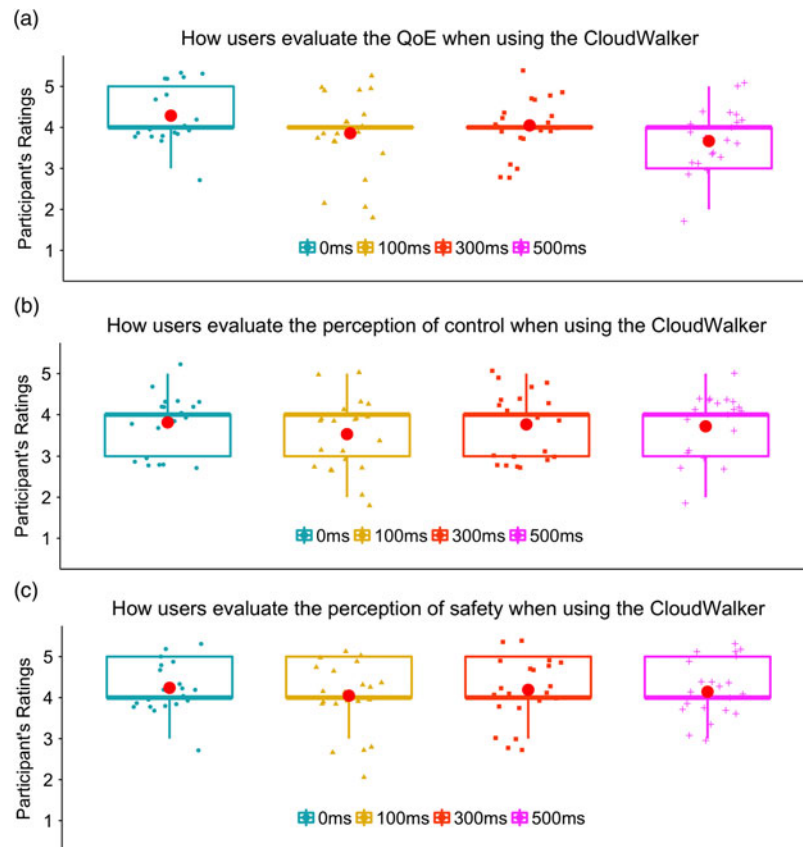 (a)
How users evaluate the QoE when using the CloudWalker
Participant's Ratings
5
4
3
2
1
0ms 100ms 300ms 500ms
(b)
How users evaluate the perception of control when using the CloudWalker
Participant's Ratings
5
4
3
2
1
0ms 100ms 300ms 500ms
(c)
How users evaluate the perception of safety when using the CloudWalker
Participant's Ratings
5
4
3
2
1
0ms 100ms 300ms 500ms